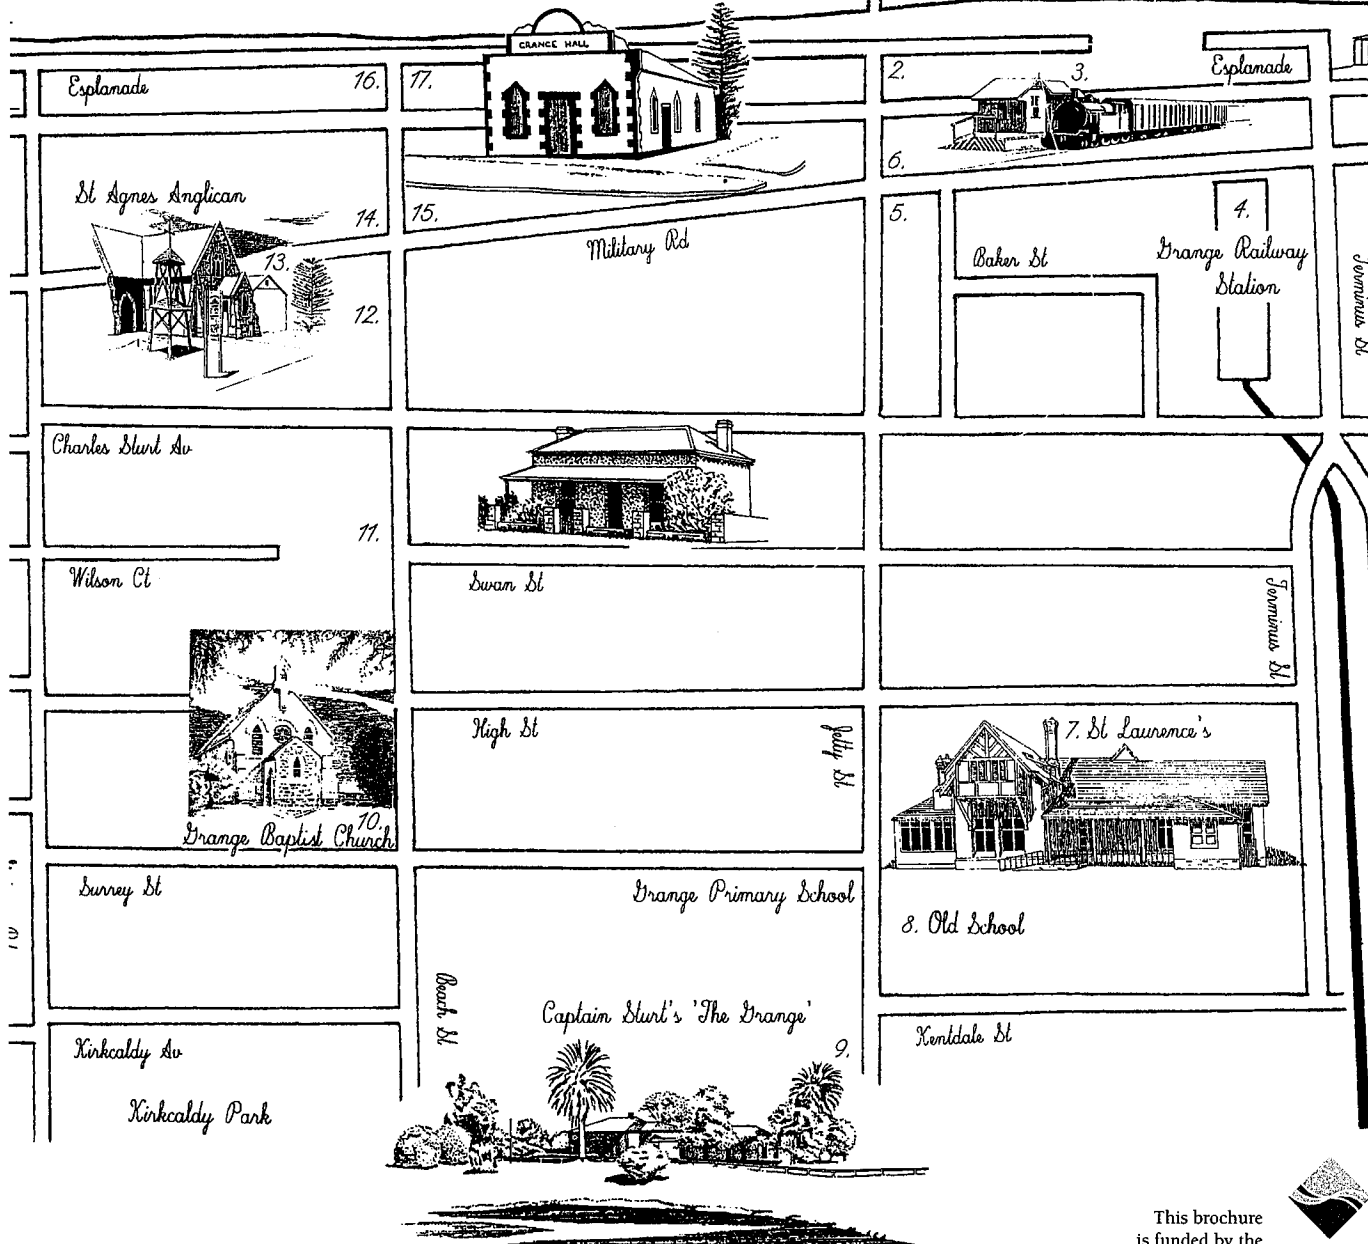 GRANGE HALL
Esplanade
16.
17.
2.
3.
Esplanade
6.
St Agnes Anglican
14.
15.
5.
4.
Military Rd
Baker St
Grange Railway
Station
13.
12.
Terminus St
Charles Sturt Av
11.
Wilson Ct
Swan St
Terminus St
High St
Jetty St
7. St Laurence's
10.
Grange Baptist Church
Surrey St
Grange Primary School
8. Old School
Beach St
Captain Sturt's 'The Grange'
9.
Kentdale St
Kirkcaldy Av
Kirkcaldy Park
This brochure
is funded by the